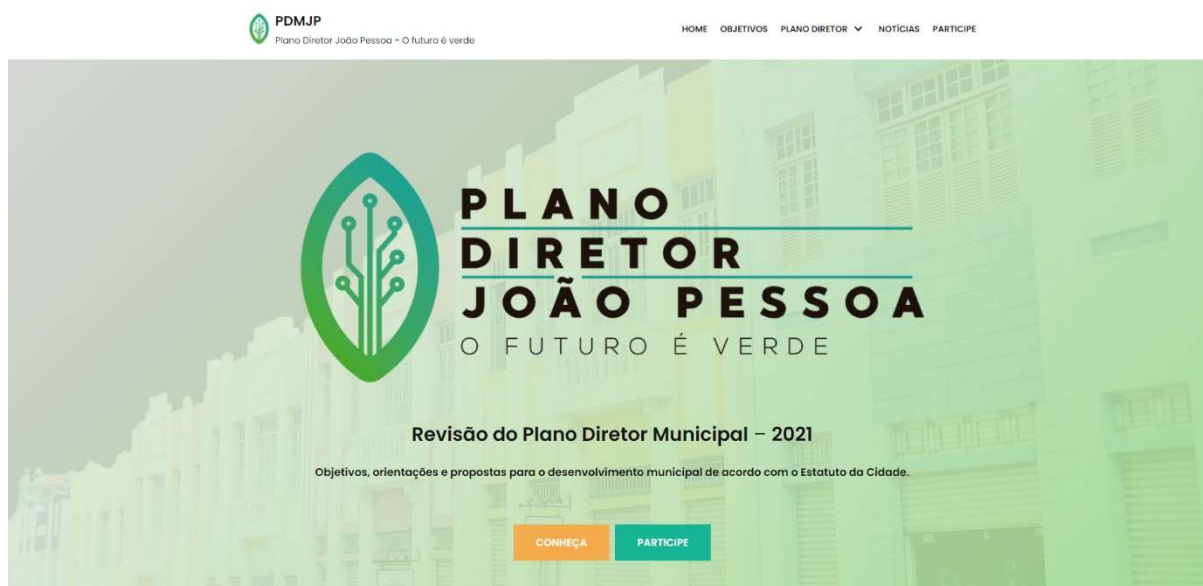 PDMJP
Plano Diretor João Pessoa - O futuro é verde
HOME OBJETIVOS PLANO DIRETOR NOTÍCIAS PARTICIPE
PLANO
DIRETOR
JOÃO PESSOA
O FUTURO É VERDE
Revisão do Plano Diretor Municipal – 2021
Objetivos, orientações e propostas para o desenvolvimento municipal de acordo com o Estatuto da Cidade.
CONHEÇA PARTICIPE